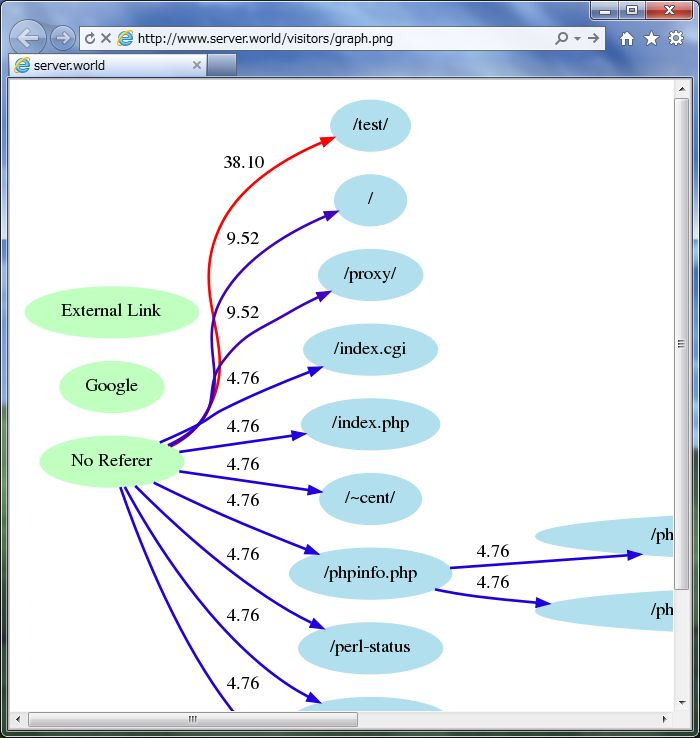 http://www.server.world/visitors/graph.png
server.world
/test/
38.10
/
9.52
/proxy/
9.52
External Link
/index.cgi
4.76
Google
/index.php
4.76
No Referer
4.76
/~cent/
4.76
/phpinfo.php
4.76
/ph
4.76
/ph
4.76
/perl-status
4.76
4.76